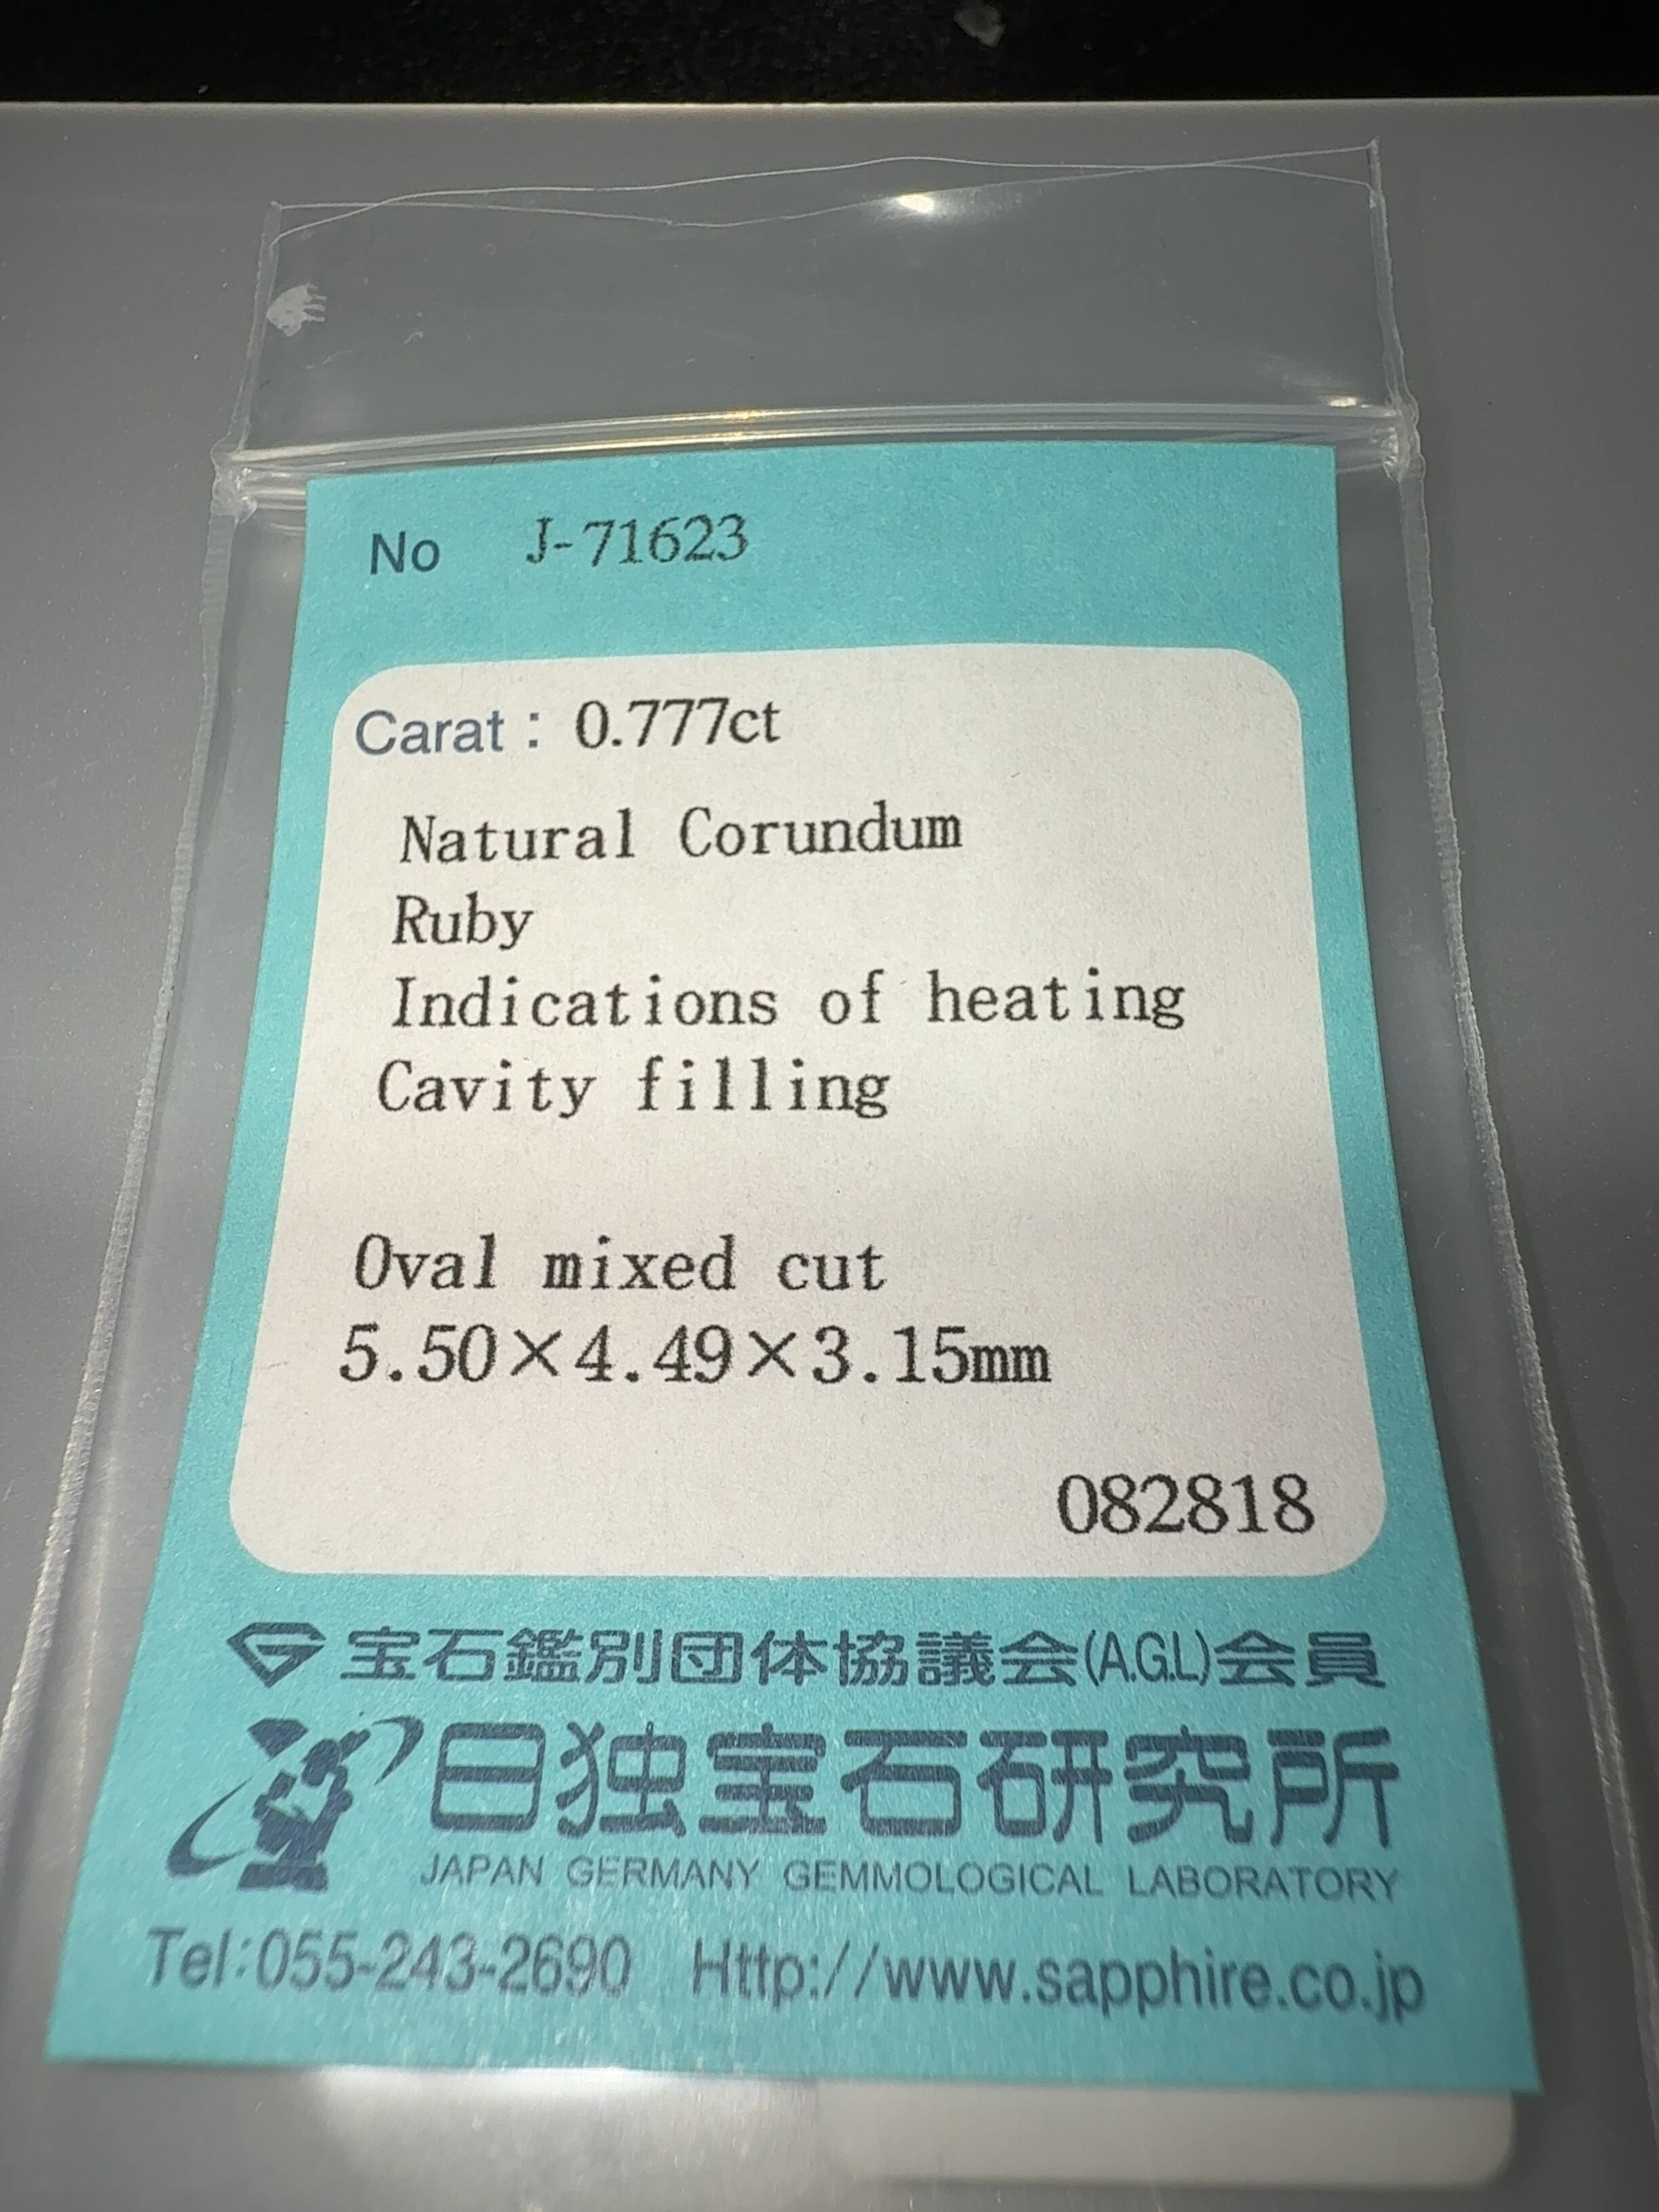 No J-71623
Carat : 0.777ct
Natural Corundum
Ruby
Indications of heating
Cavity filling
Oval mixed cut
5.50×4.49×3.15mm
082818
宝石鑑別団体協議会(A.G.L)会員
日独宝石研究所
JAPAN GERMANY GEMMOLOGICAL LABORATORY
Tel:055-243-2690 Http://www.sapphire.co.jp